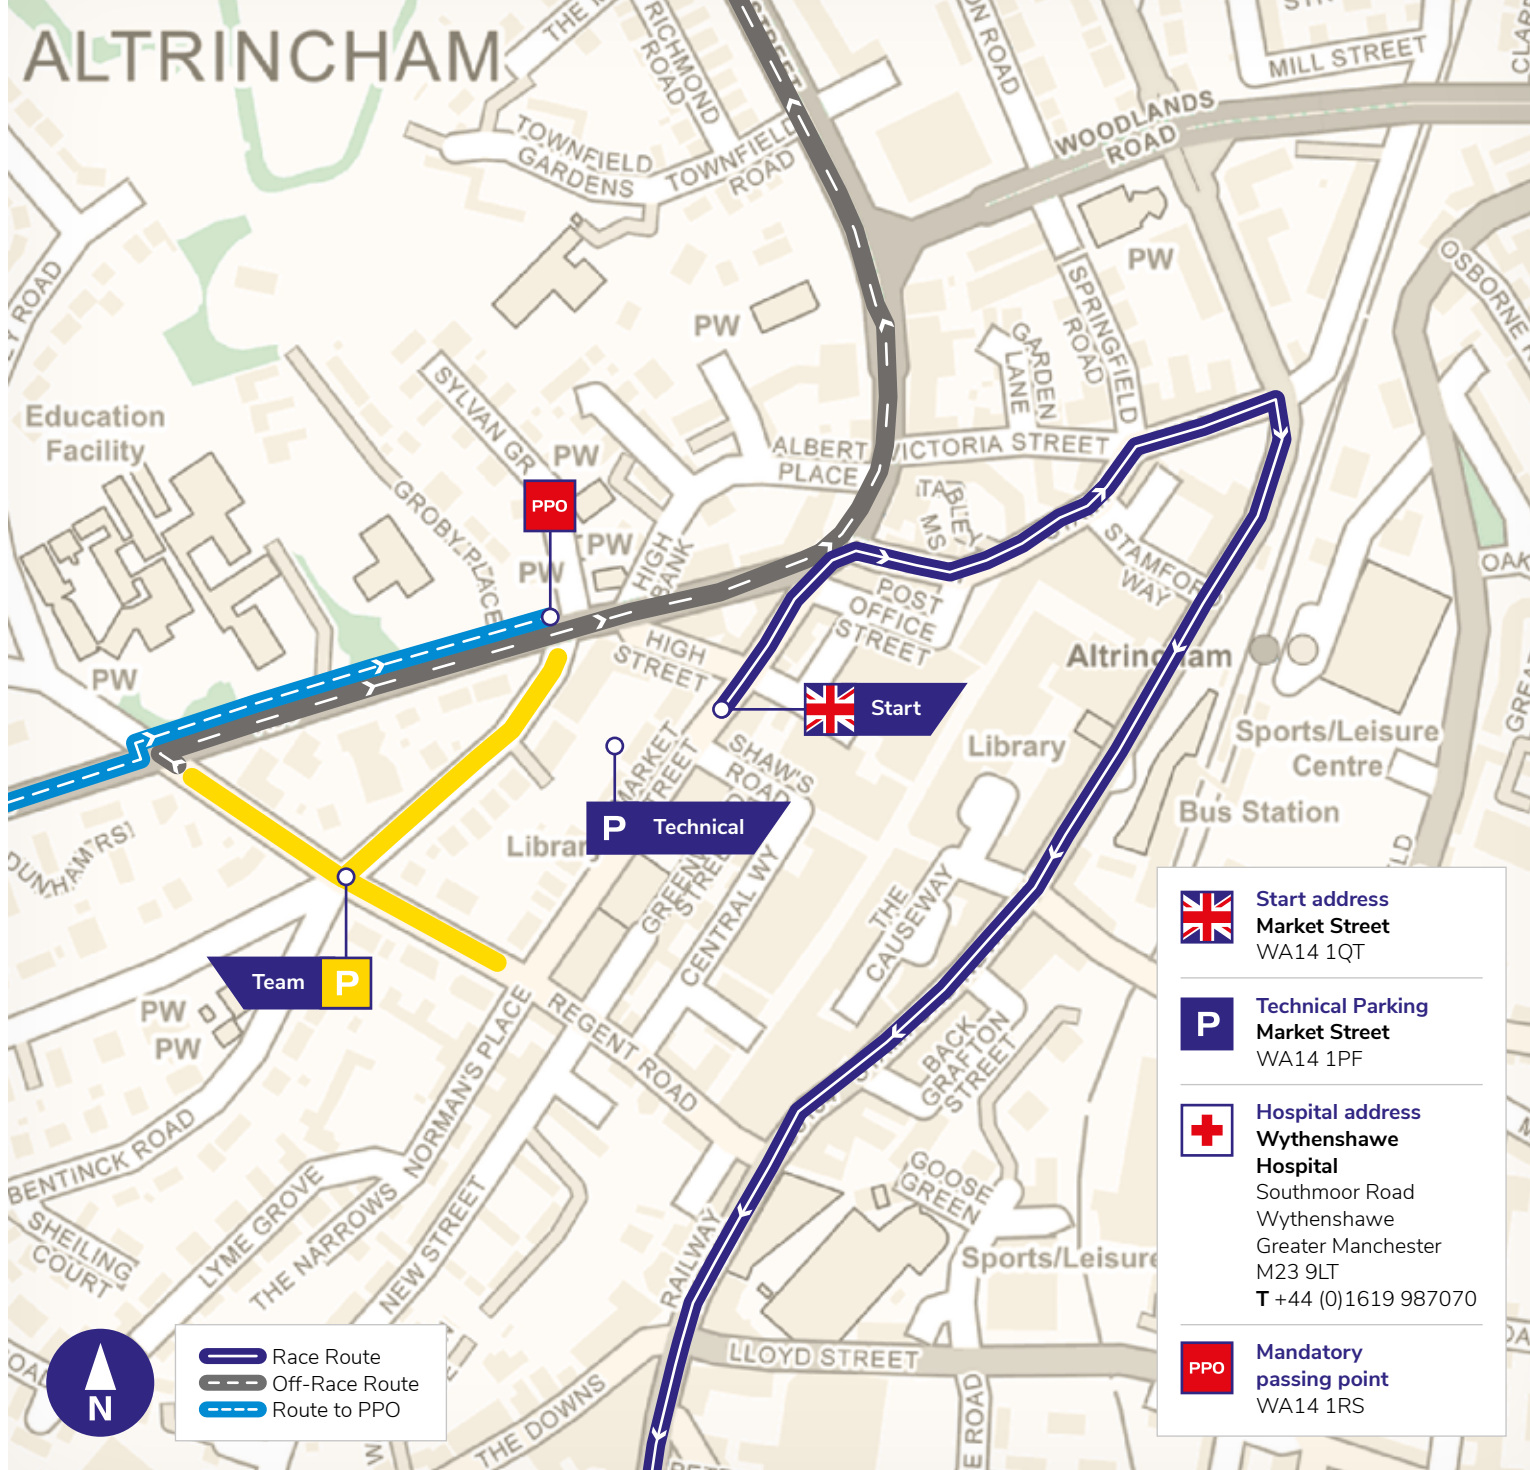 ALTRINCHAM
RICHMOND
ROAD
STREET
MILL STREET
WOODLANDS
ROAD
TOWNFIELD
GARDENS
TOWNFIELD
ROAD
PW
PW
SPRINGFIELD
ROAD
GARDEN
LANE
OSBORNE
SYLVAN GR
Education
Facility
PW
ALBERT
PLACE
VICTORIA STREET
GROBY PLACE
PPO
TABLEY
MS
PW
PW
HIGH
BANK
STAMFORD
WAY
POST
OFFICE
STREET
OAK
HIGH
STREET
Altrincham
PW
Start
MARKET
STREET
SHAW'S
ROAD
Library
Sports/Leisure
Centre
Bus Station
P Technical
Library
CENTRAL WY
THE
CAUSEWAY
Team P
PW
PW
NORMAN'S PLACE
REGENT ROAD
BACK
GRAFTON
STREET
BENTINCK ROAD
SHEILING
COURT
LYME GROVE
THE NARROWS
NEW STREET
RAILWAY
GOOSE
GREEN
Sports/Leisure
LLOYD STREET
THE DOWNS
N
Race Route
Off-Race Route
Route to PPO
Start address
Market Street
WA14 1QT
P
Technical Parking
Market Street
WA14 1PF
Hospital address
Wythenshawe
Hospital
Southmoor Road
Wythenshawe
Greater Manchester
M23 9LT
T +44 (0)1619 987070
PPO
Mandatory
passing point
WA14 1RS